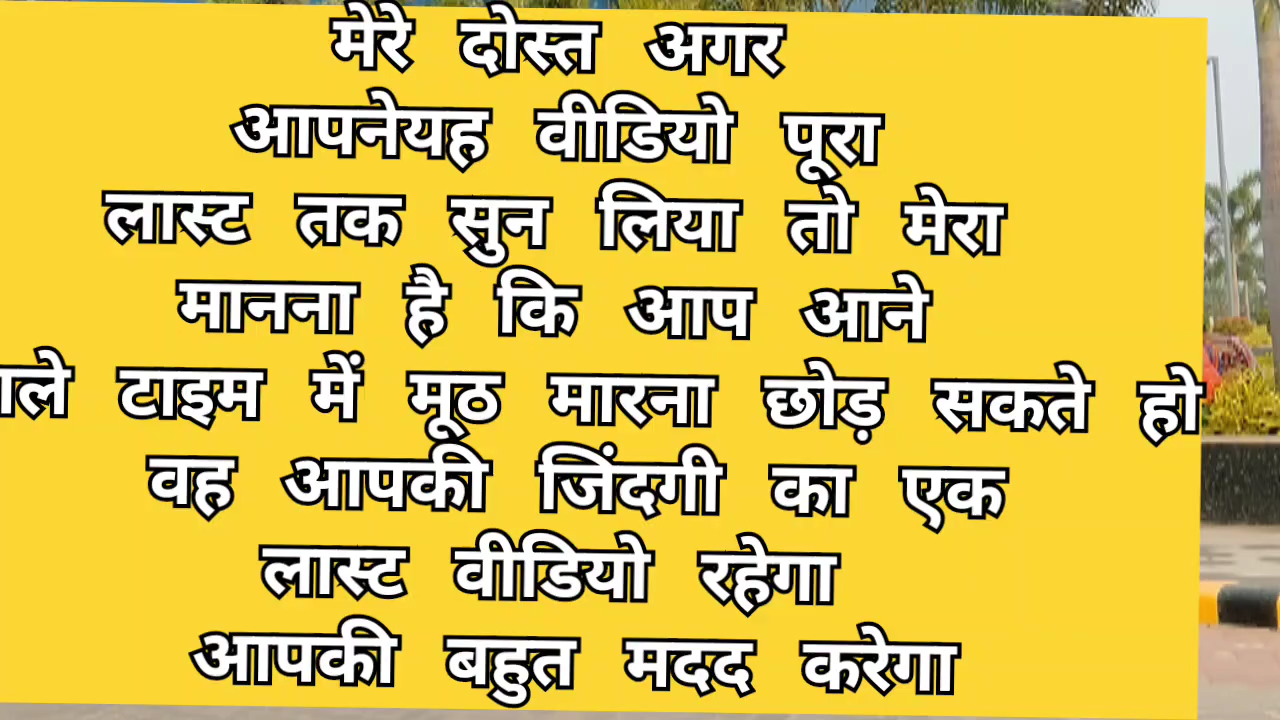 मेरे दोस्त अगर
आपनेयह वीडियो पूरा
लास्ट तक सुन लिया तो मेरा
मानना है कि आप आने
टाइम में मूठ मारना छोड़ सकते हो
वह आपकी जिंदगी का एक
लास्ट वीडियो रहेगा
आपकी बहुत मदद करेगा